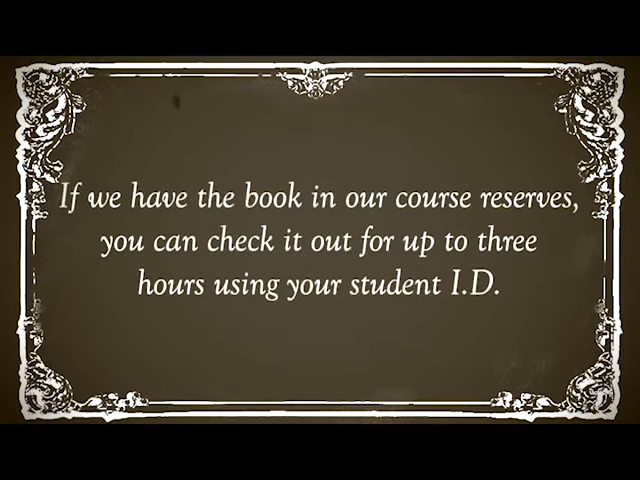 If we have the book in our course reserves,
you can check it out for up to three
hours using your student I.D.